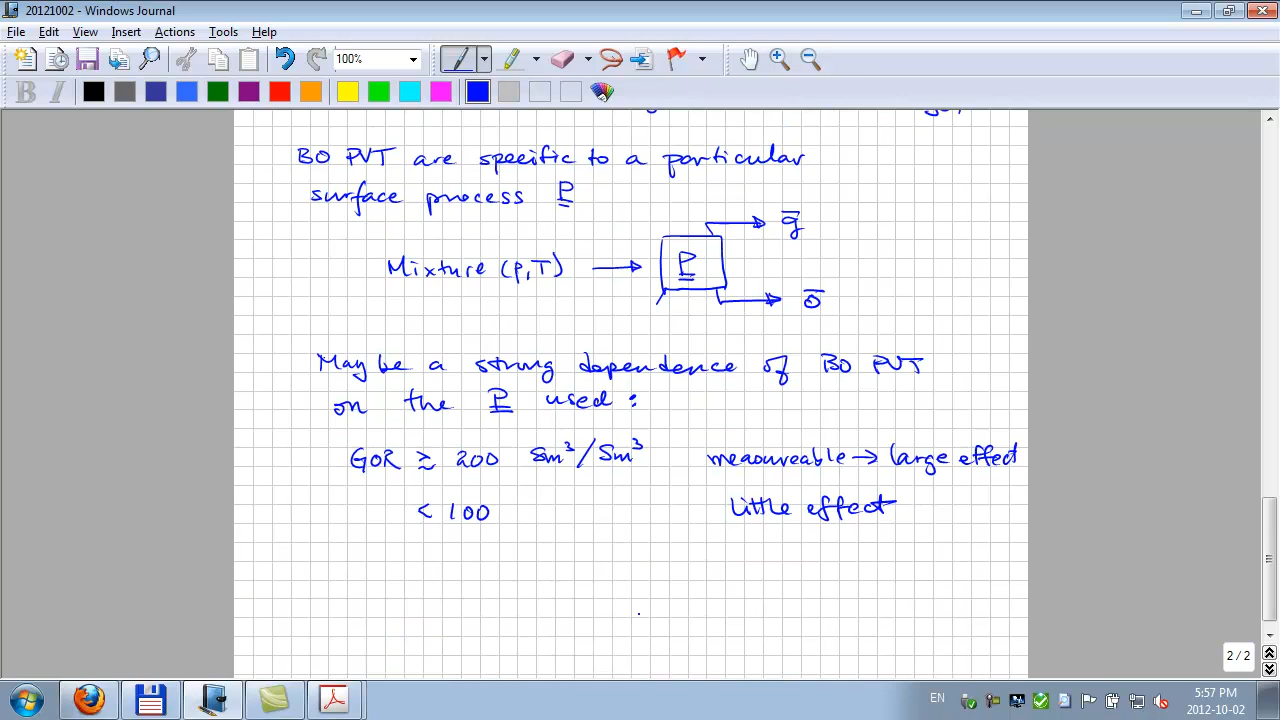 20121002 - Windows Journal
File Edit View Insert Actions Tools Help
100%
B I
BO PVT are specific to a particular
surface process P
g̅
Mixture (p,T) → P
o̅
May be a strong dependence of BO PVT
on the P used :
GOR ≳ 200 Sm³/Sm³ measureable → large effect
< 100 little effect
2 / 2
EN 5:57 PM
2012-10-02